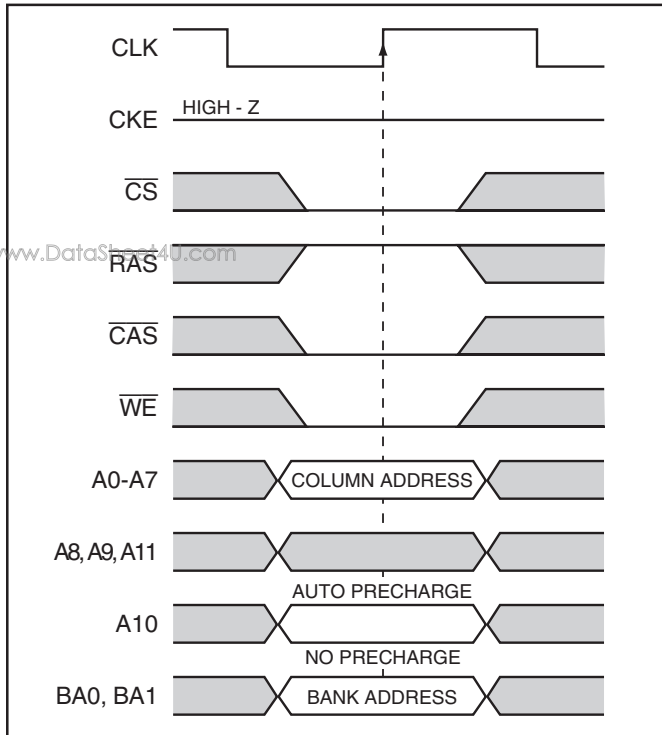 CLK
CKE HIGH - Z
CS
www.DataSheet4U.com
RAS
CAS
WE
A0-A7 COLUMN ADDRESS
A8, A9, A11
AUTO PRECHARGE
A10
NO PRECHARGE
BA0, BA1 BANK ADDRESS